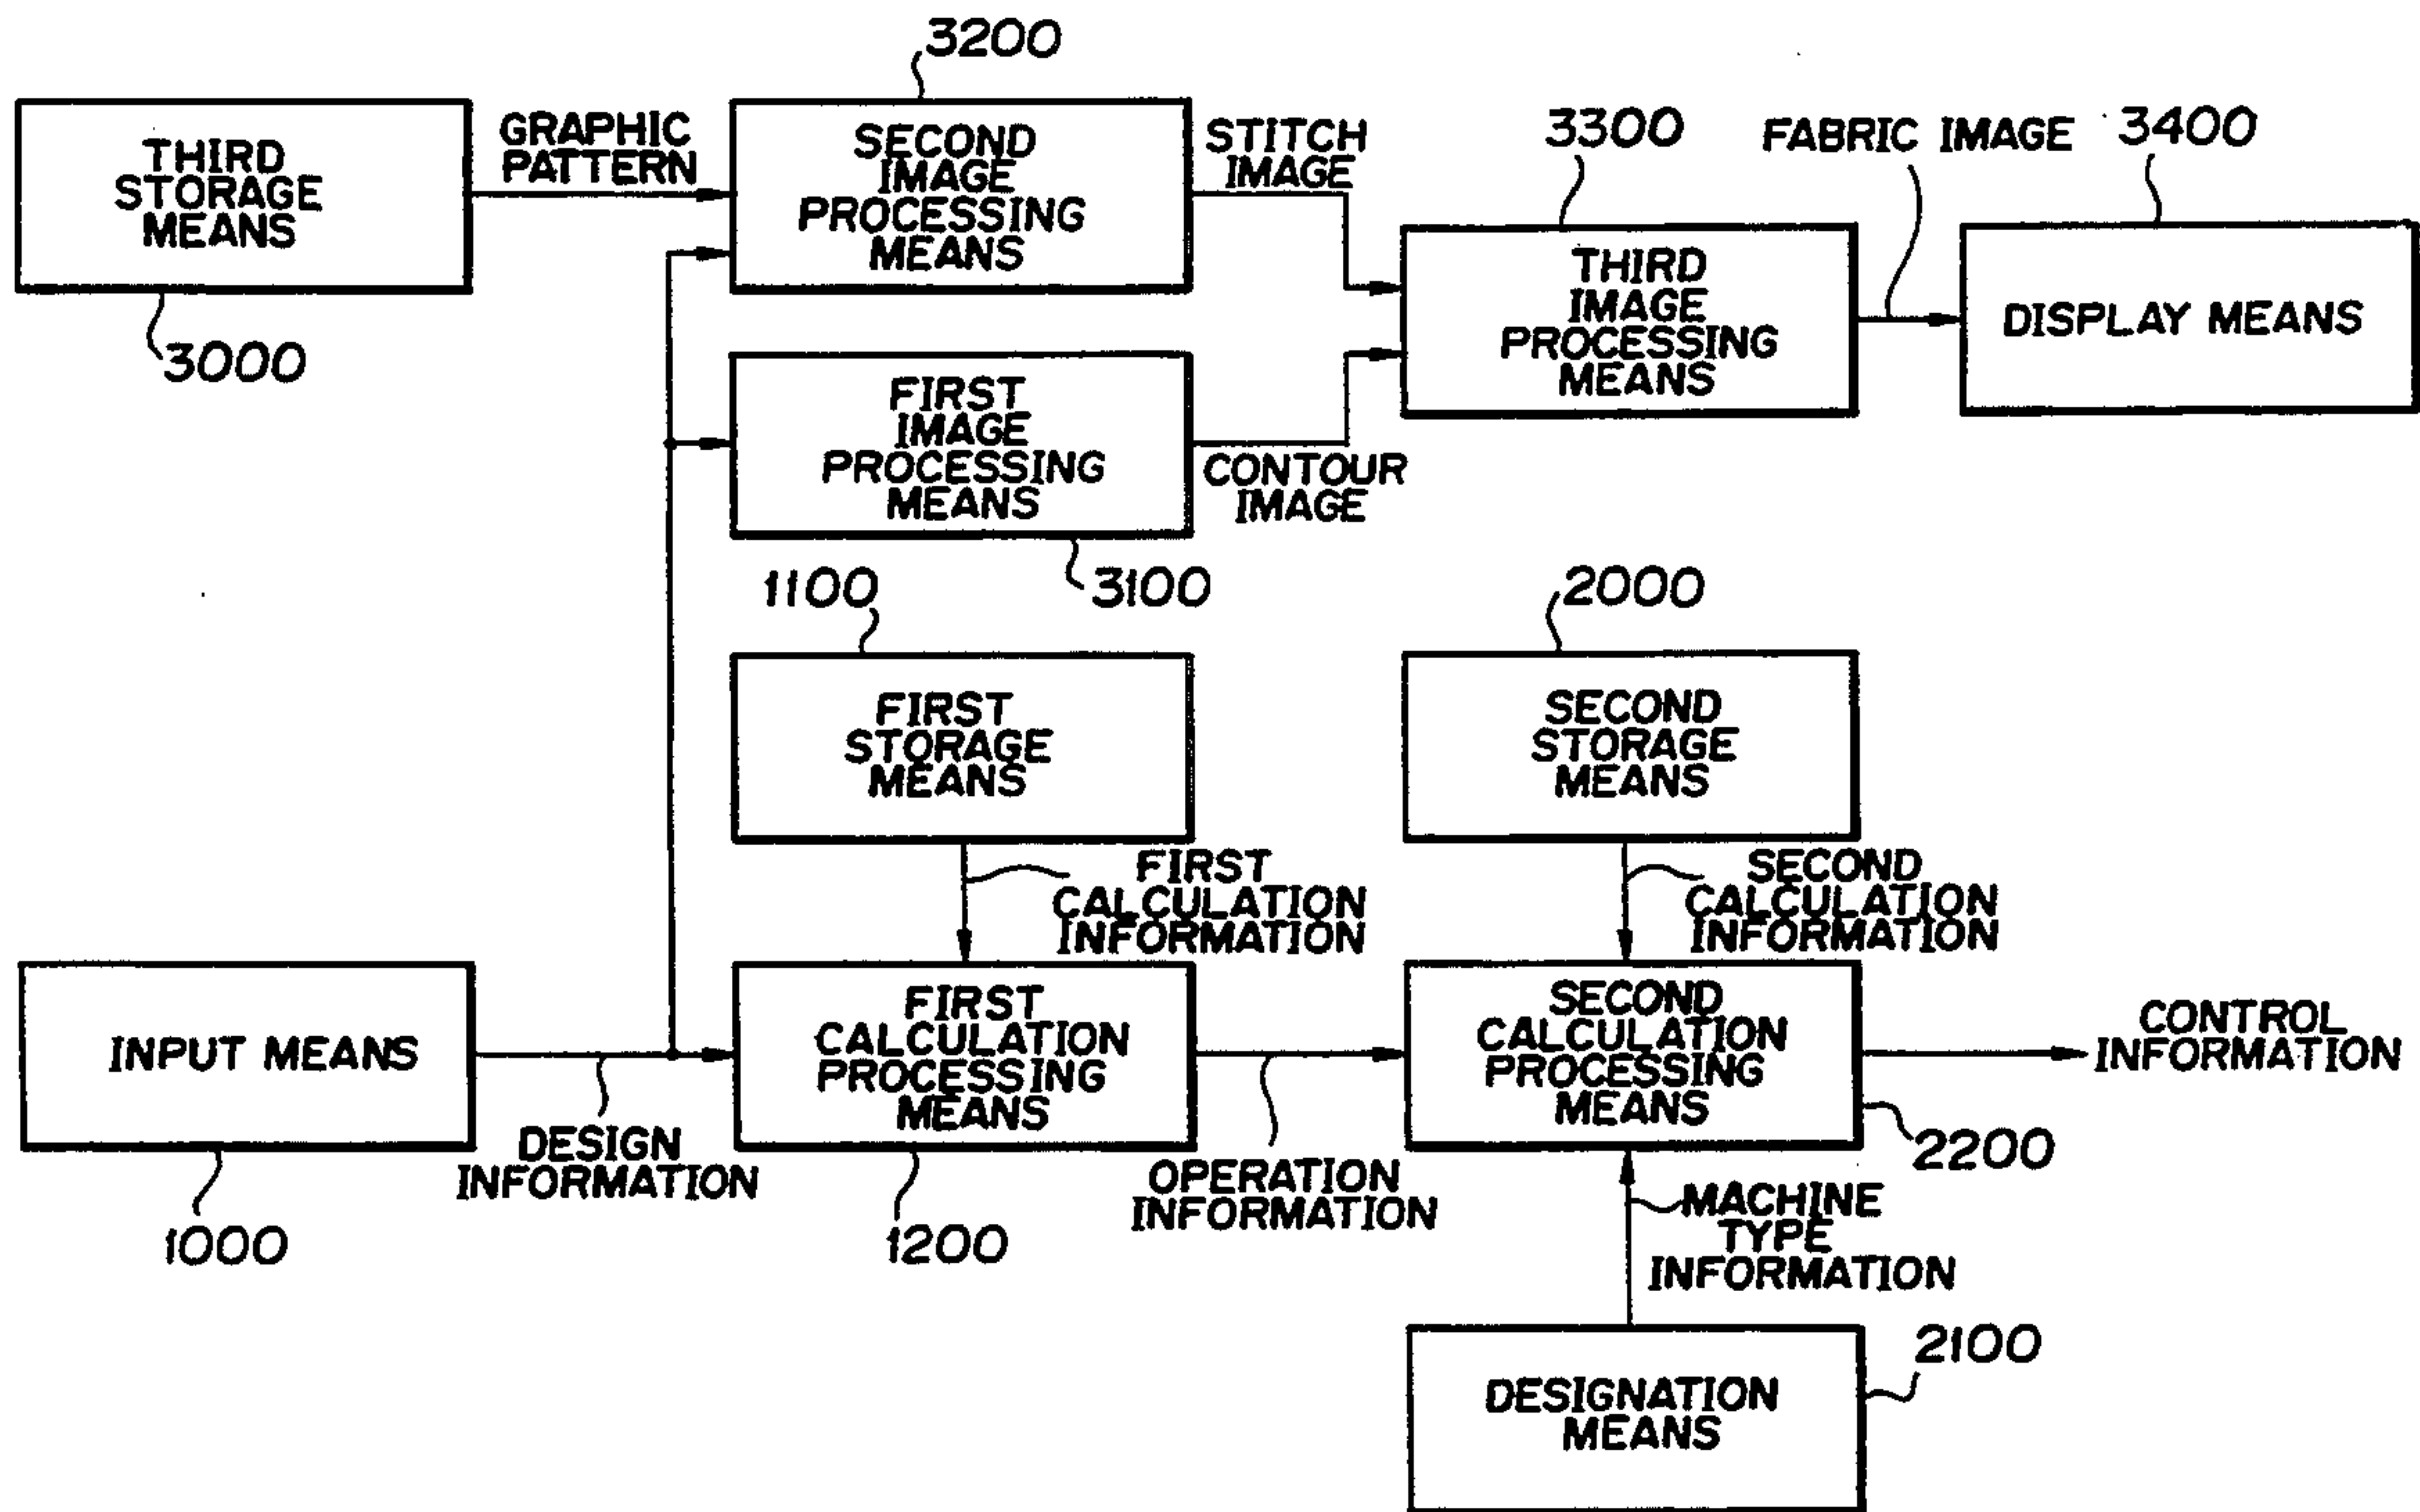 3200
THIRD
STORAGE
MEANS
3000
GRAPHIC
PATTERN
SECOND
IMAGE
PROCESSING
MEANS
STITCH
IMAGE
3300
THIRD
IMAGE
PROCESSING
MEANS
FABRIC IMAGE
3400
DISPLAY MEANS
FIRST
IMAGE
PROCESSING
MEANS
CONTOUR
IMAGE
3100
1100
FIRST
STORAGE
MEANS
2000
SECOND
STORAGE
MEANS
FIRST
CALCULATION
INFORMATION
SECOND
CALCULATION
INFORMATION
INPUT MEANS
1000
DESIGN
INFORMATION
FIRST
CALCULATION
PROCESSING
MEANS
1200
OPERATION
INFORMATION
SECOND
CALCULATION
PROCESSING
MEANS
2200
CONTROL
INFORMATION
MACHINE
TYPE
INFORMATION
DESIGNATION
MEANS
2100